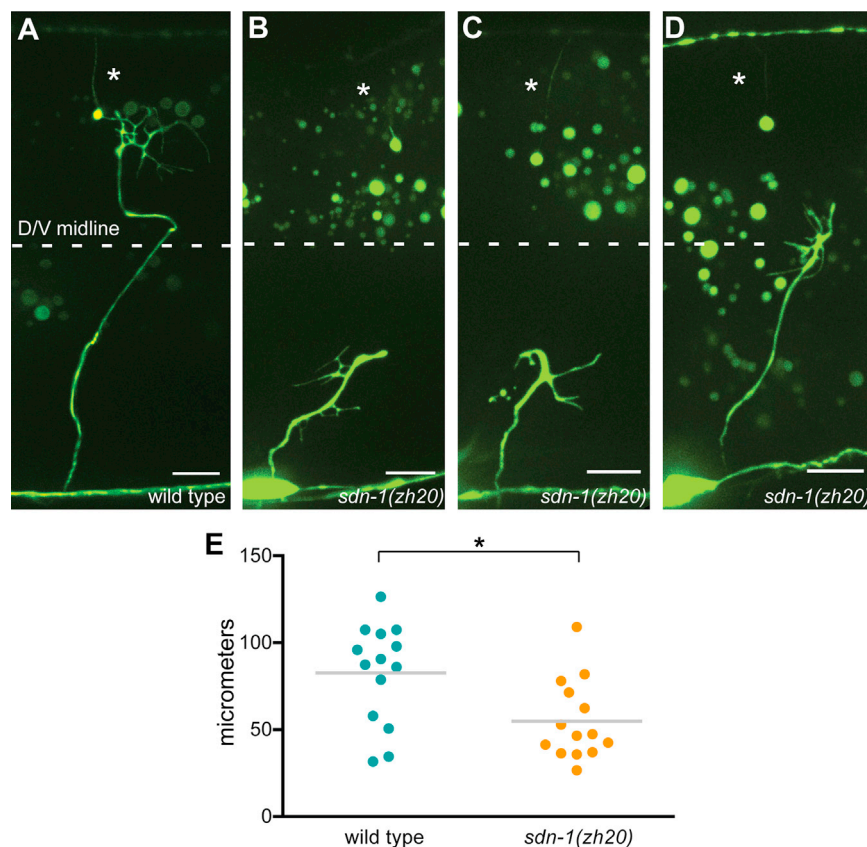 A B C D
* * * *
D/V midline
wild type sdn-1(zh20) sdn-1(zh20) sdn-1(zh20)
E
*
150
100
50
0
micrometers
wild type sdn-1(zh20)